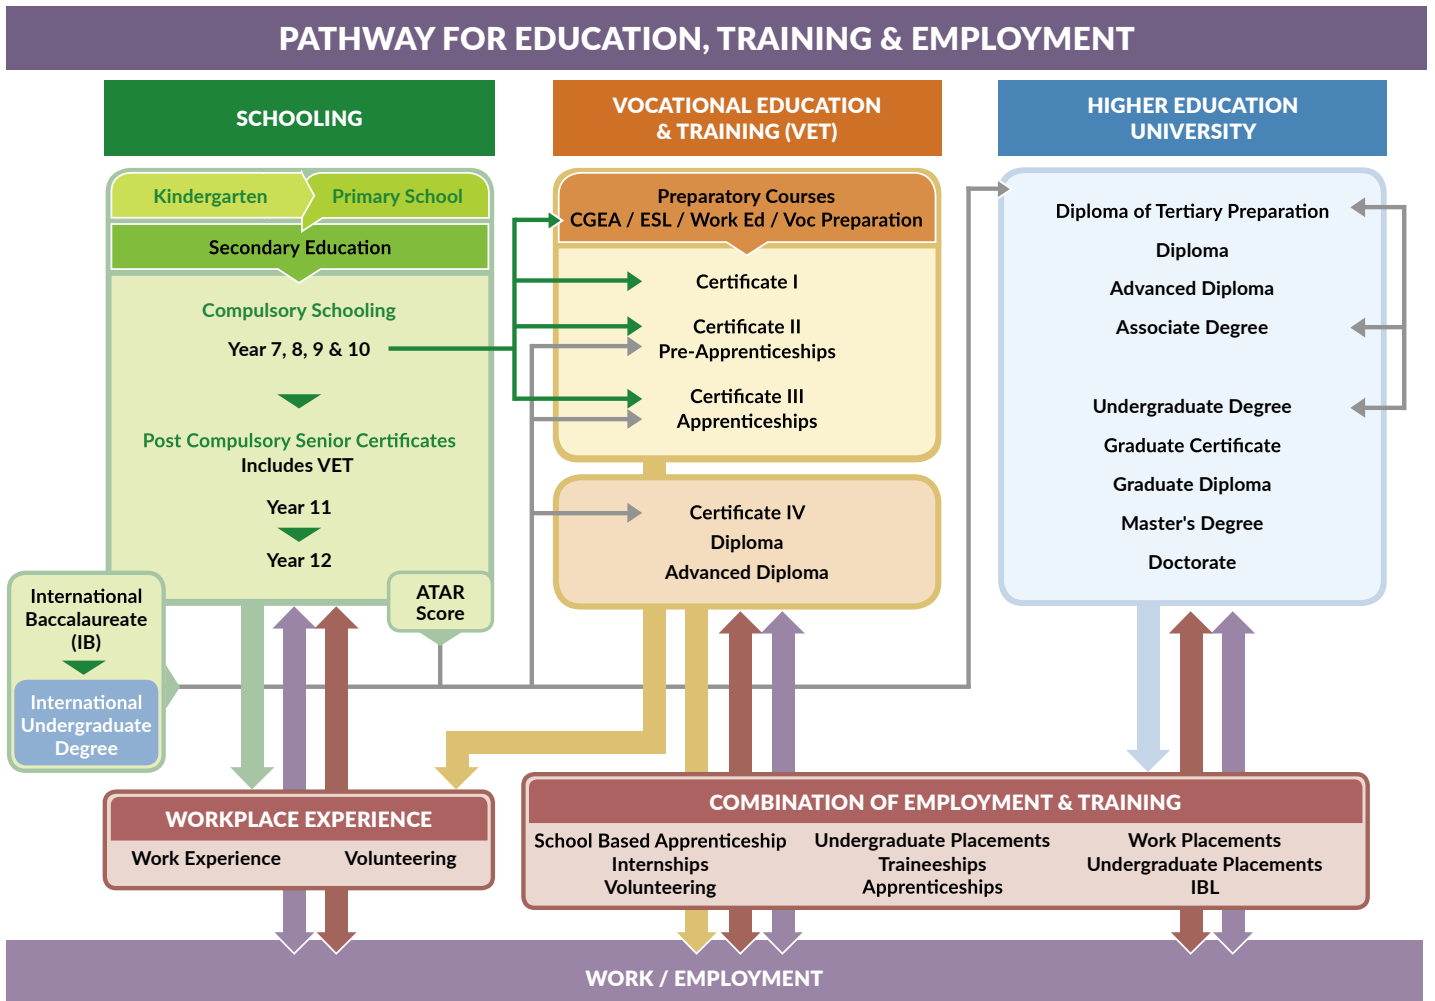 PATHWAY FOR EDUCATION, TRAINING & EMPLOYMENT
SCHOOLING
Kindergarten
Primary School
Secondary Education
Compulsory Schooling
Year 7, 8, 9 & 10
Post Compulsory Senior Certificates
Includes VET
Year 11
Year 12
International
Baccalaureate
(IB)
International
Undergraduate
Degree
ATAR
Score
VOCATIONAL EDUCATION
& TRAINING (VET)
Preparatory Courses
CGEA / ESL / Work Ed / Voc Preparation
Certificate I
Certificate II
Pre-Apprenticeships
Certificate III
Apprenticeships
Certificate IV
Diploma
Advanced Diploma
HIGHER EDUCATION
UNIVERSITY
Diploma of Tertiary Preparation
Diploma
Advanced Diploma
Associate Degree
Undergraduate Degree
Graduate Certificate
Graduate Diploma
Master's Degree
Doctorate
WORKPLACE EXPERIENCE
Work Experience
Volunteering
COMBINATION OF EMPLOYMENT & TRAINING
School Based Apprenticeship
Internships
Volunteering
Undergraduate Placements
Traineeships
Apprenticeships
Work Placements
Undergraduate Placements
IBL
WORK / EMPLOYMENT